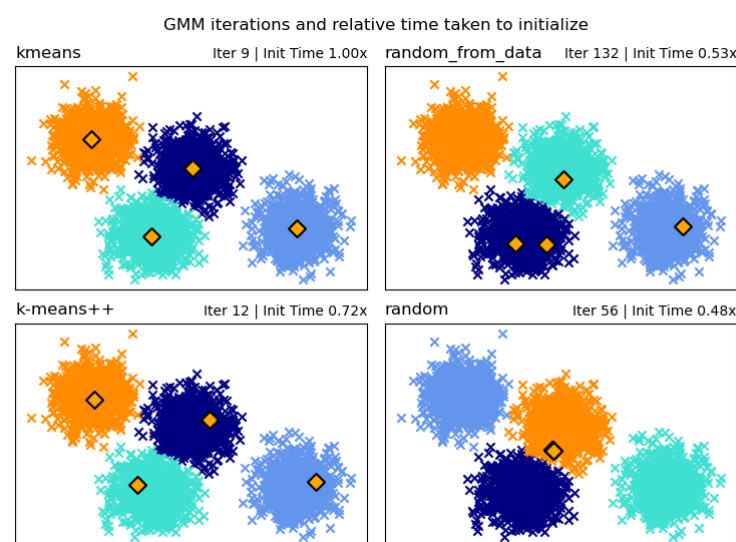 GMM iterations and relative time taken to initialize
kmeans Iter 9 | Init Time 1.00x
random_from_data Iter 132 | Init Time 0.53x
k-means++ Iter 12 | Init Time 0.72x
random Iter 56 | Init Time 0.48x